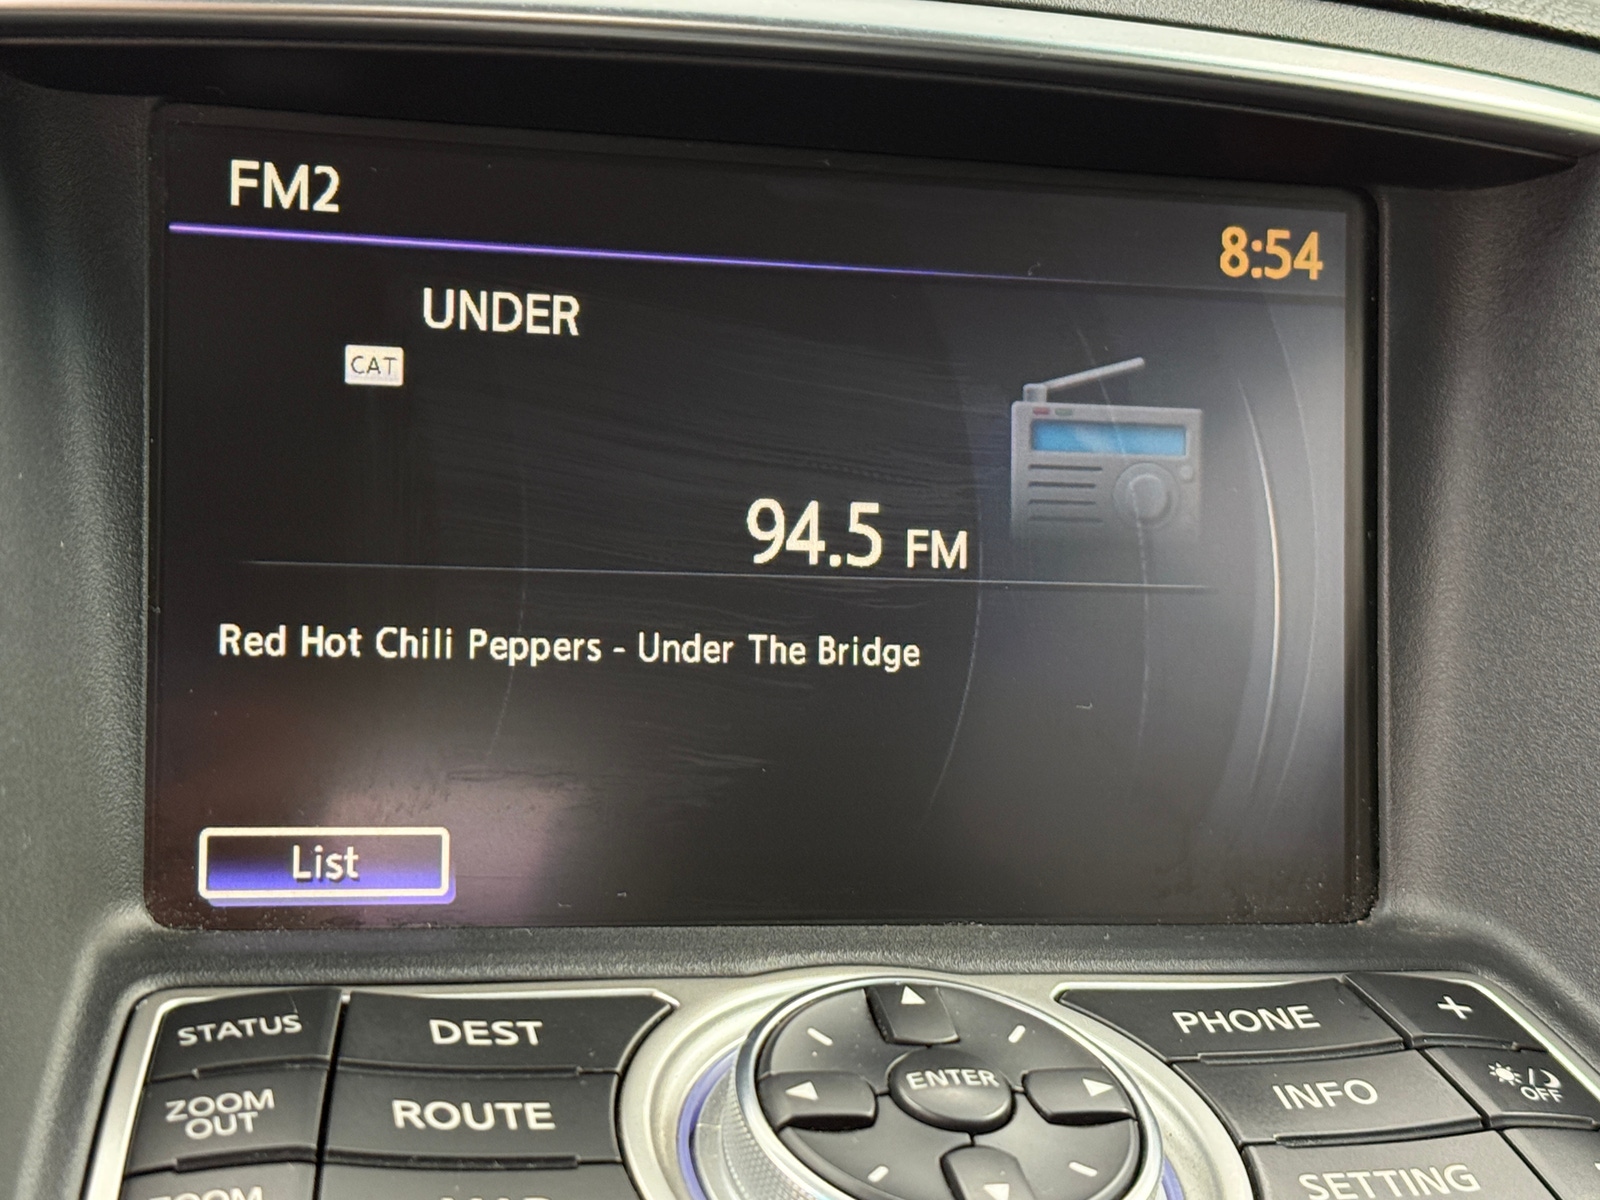 FM2
8:54
UNDER
CAT
94.5 FM
Red Hot Chili Peppers - Under The Bridge
List
STATUS
DEST
PHONE
+
ZOOM
OUT
ROUTE
ENTER
INFO
OFF
ZOOM
SETTING